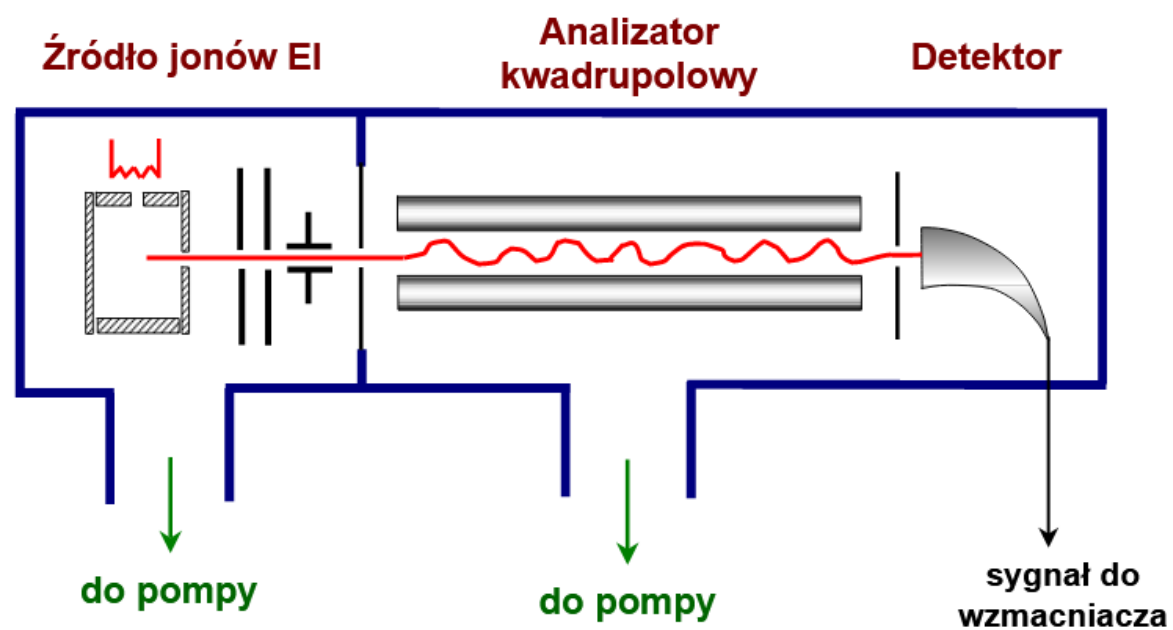 Źródło jonów EI
Analizator
kwadrupolowy
Detektor
do pompy
do pompy
sygnał do
wzmacniacza